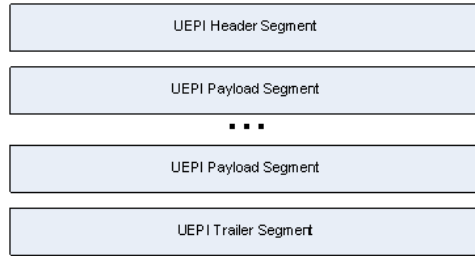 UEPI Header Segment
UEPI Payload Segment
...
UEPI Payload Segment
UEPI Trailer Segment